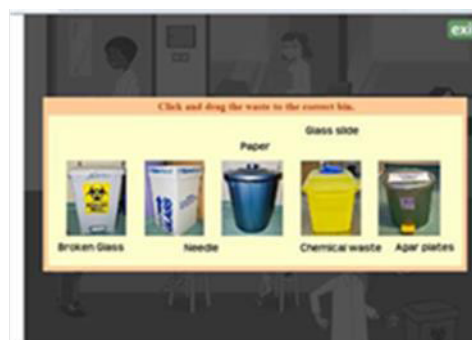 exi
Click and drag the waste to the correct bin.
Glass slide
Paper
GLASS
Broken Glass
Needle
Chemical waste
Agar plates